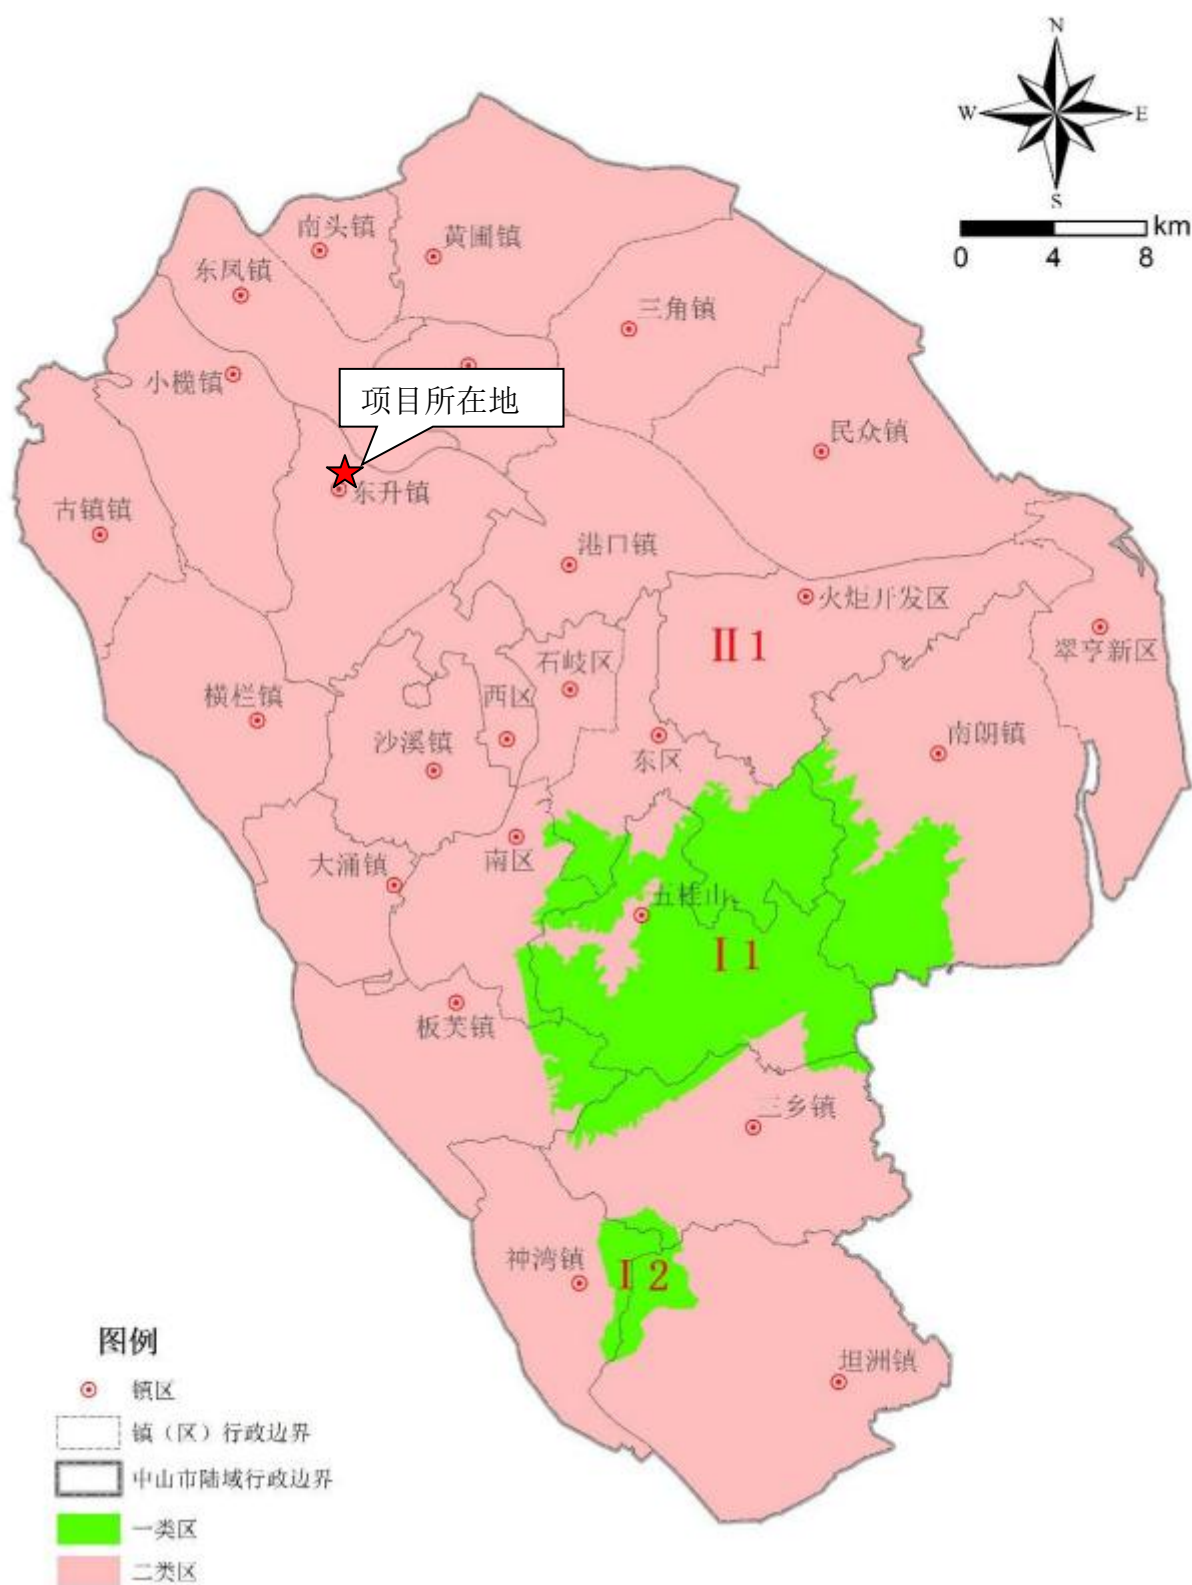 N
W E
S
km
0 4 8
南头镇
黄圃镇
东凤镇
三角镇
小榄镇
项目所在地
民众镇
东升镇
古镇镇
港口镇
火炬开发区
II 1
翠亨新区
石岐区
横栏镇
西区
沙溪镇
东区
南朗镇
南区
大涌镇
五桂山
I 1
板芙镇
三乡镇
神湾镇
I 2
坦洲镇
图例
镇区
镇（区）行政边界
中山市陆域行政边界
一类区
二类区